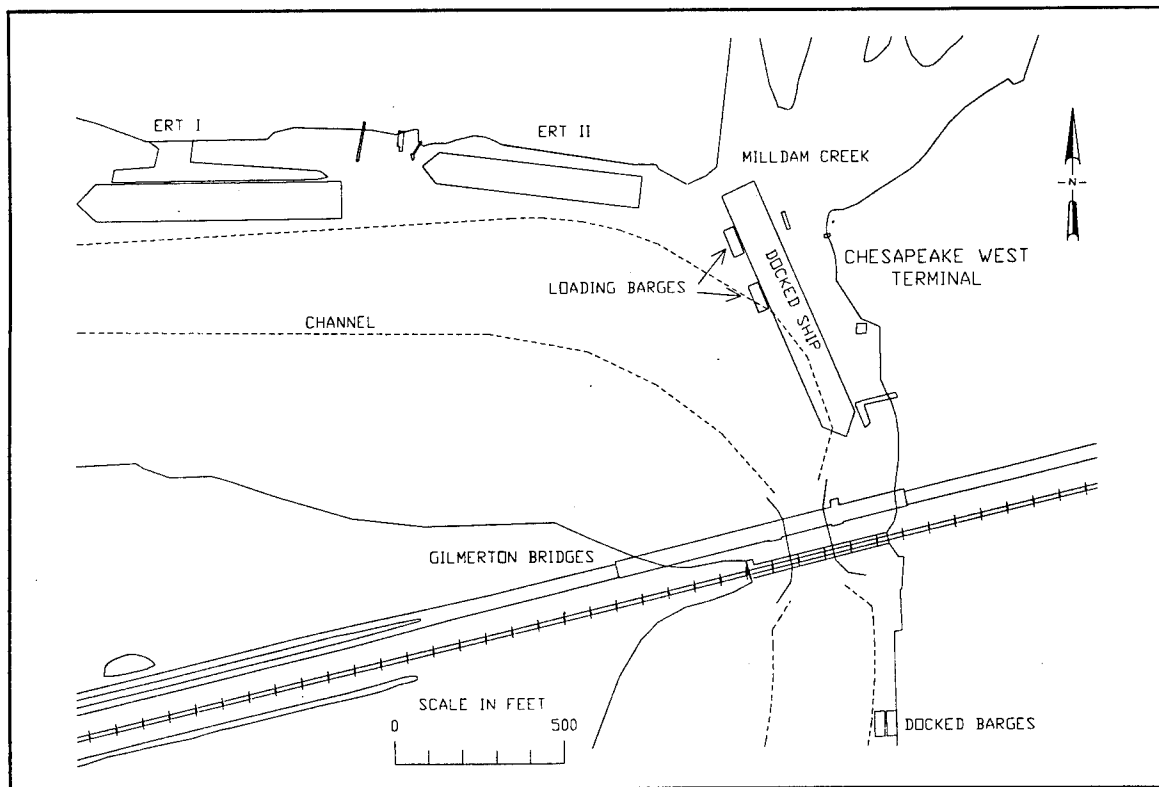 ERT I
ERT II
MILLDAM CREEK
N
CHESAPEAKE WEST
TERMINAL
DOCKED SHIP
LOADING BARGES
CHANNEL
GILMERTON BRIDGES
SCALE IN FEET
0 500
DOCKED BARGES